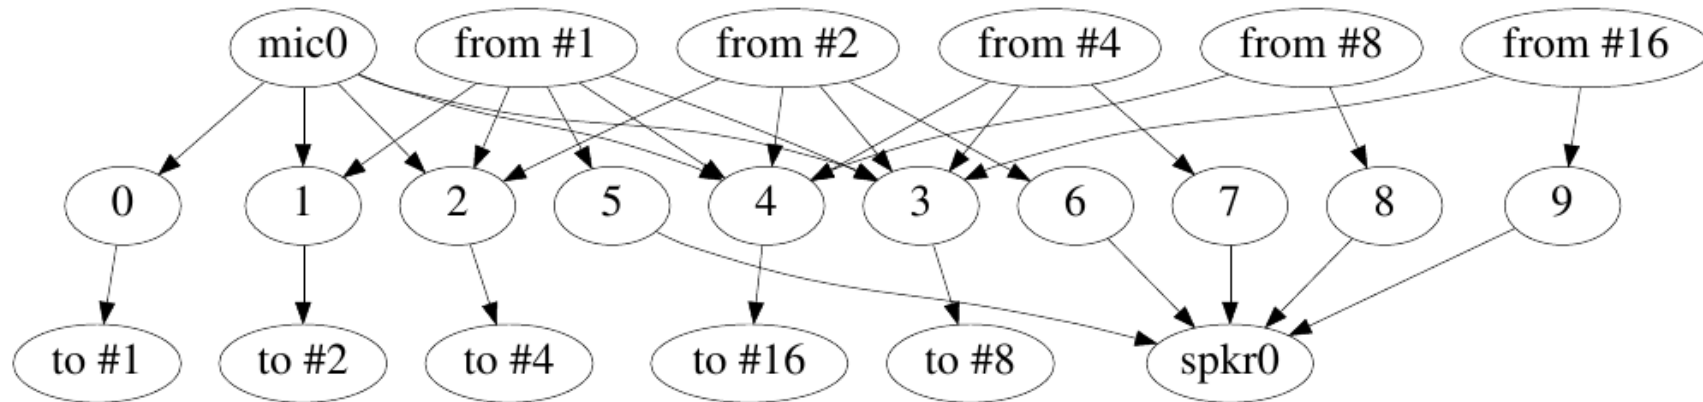 mic0 from #1 from #2 from #4 from #8 from #16
0 1 2 5 4 3 6 7 8 9
to #1 to #2 to #4 to #16 to #8 spkr0